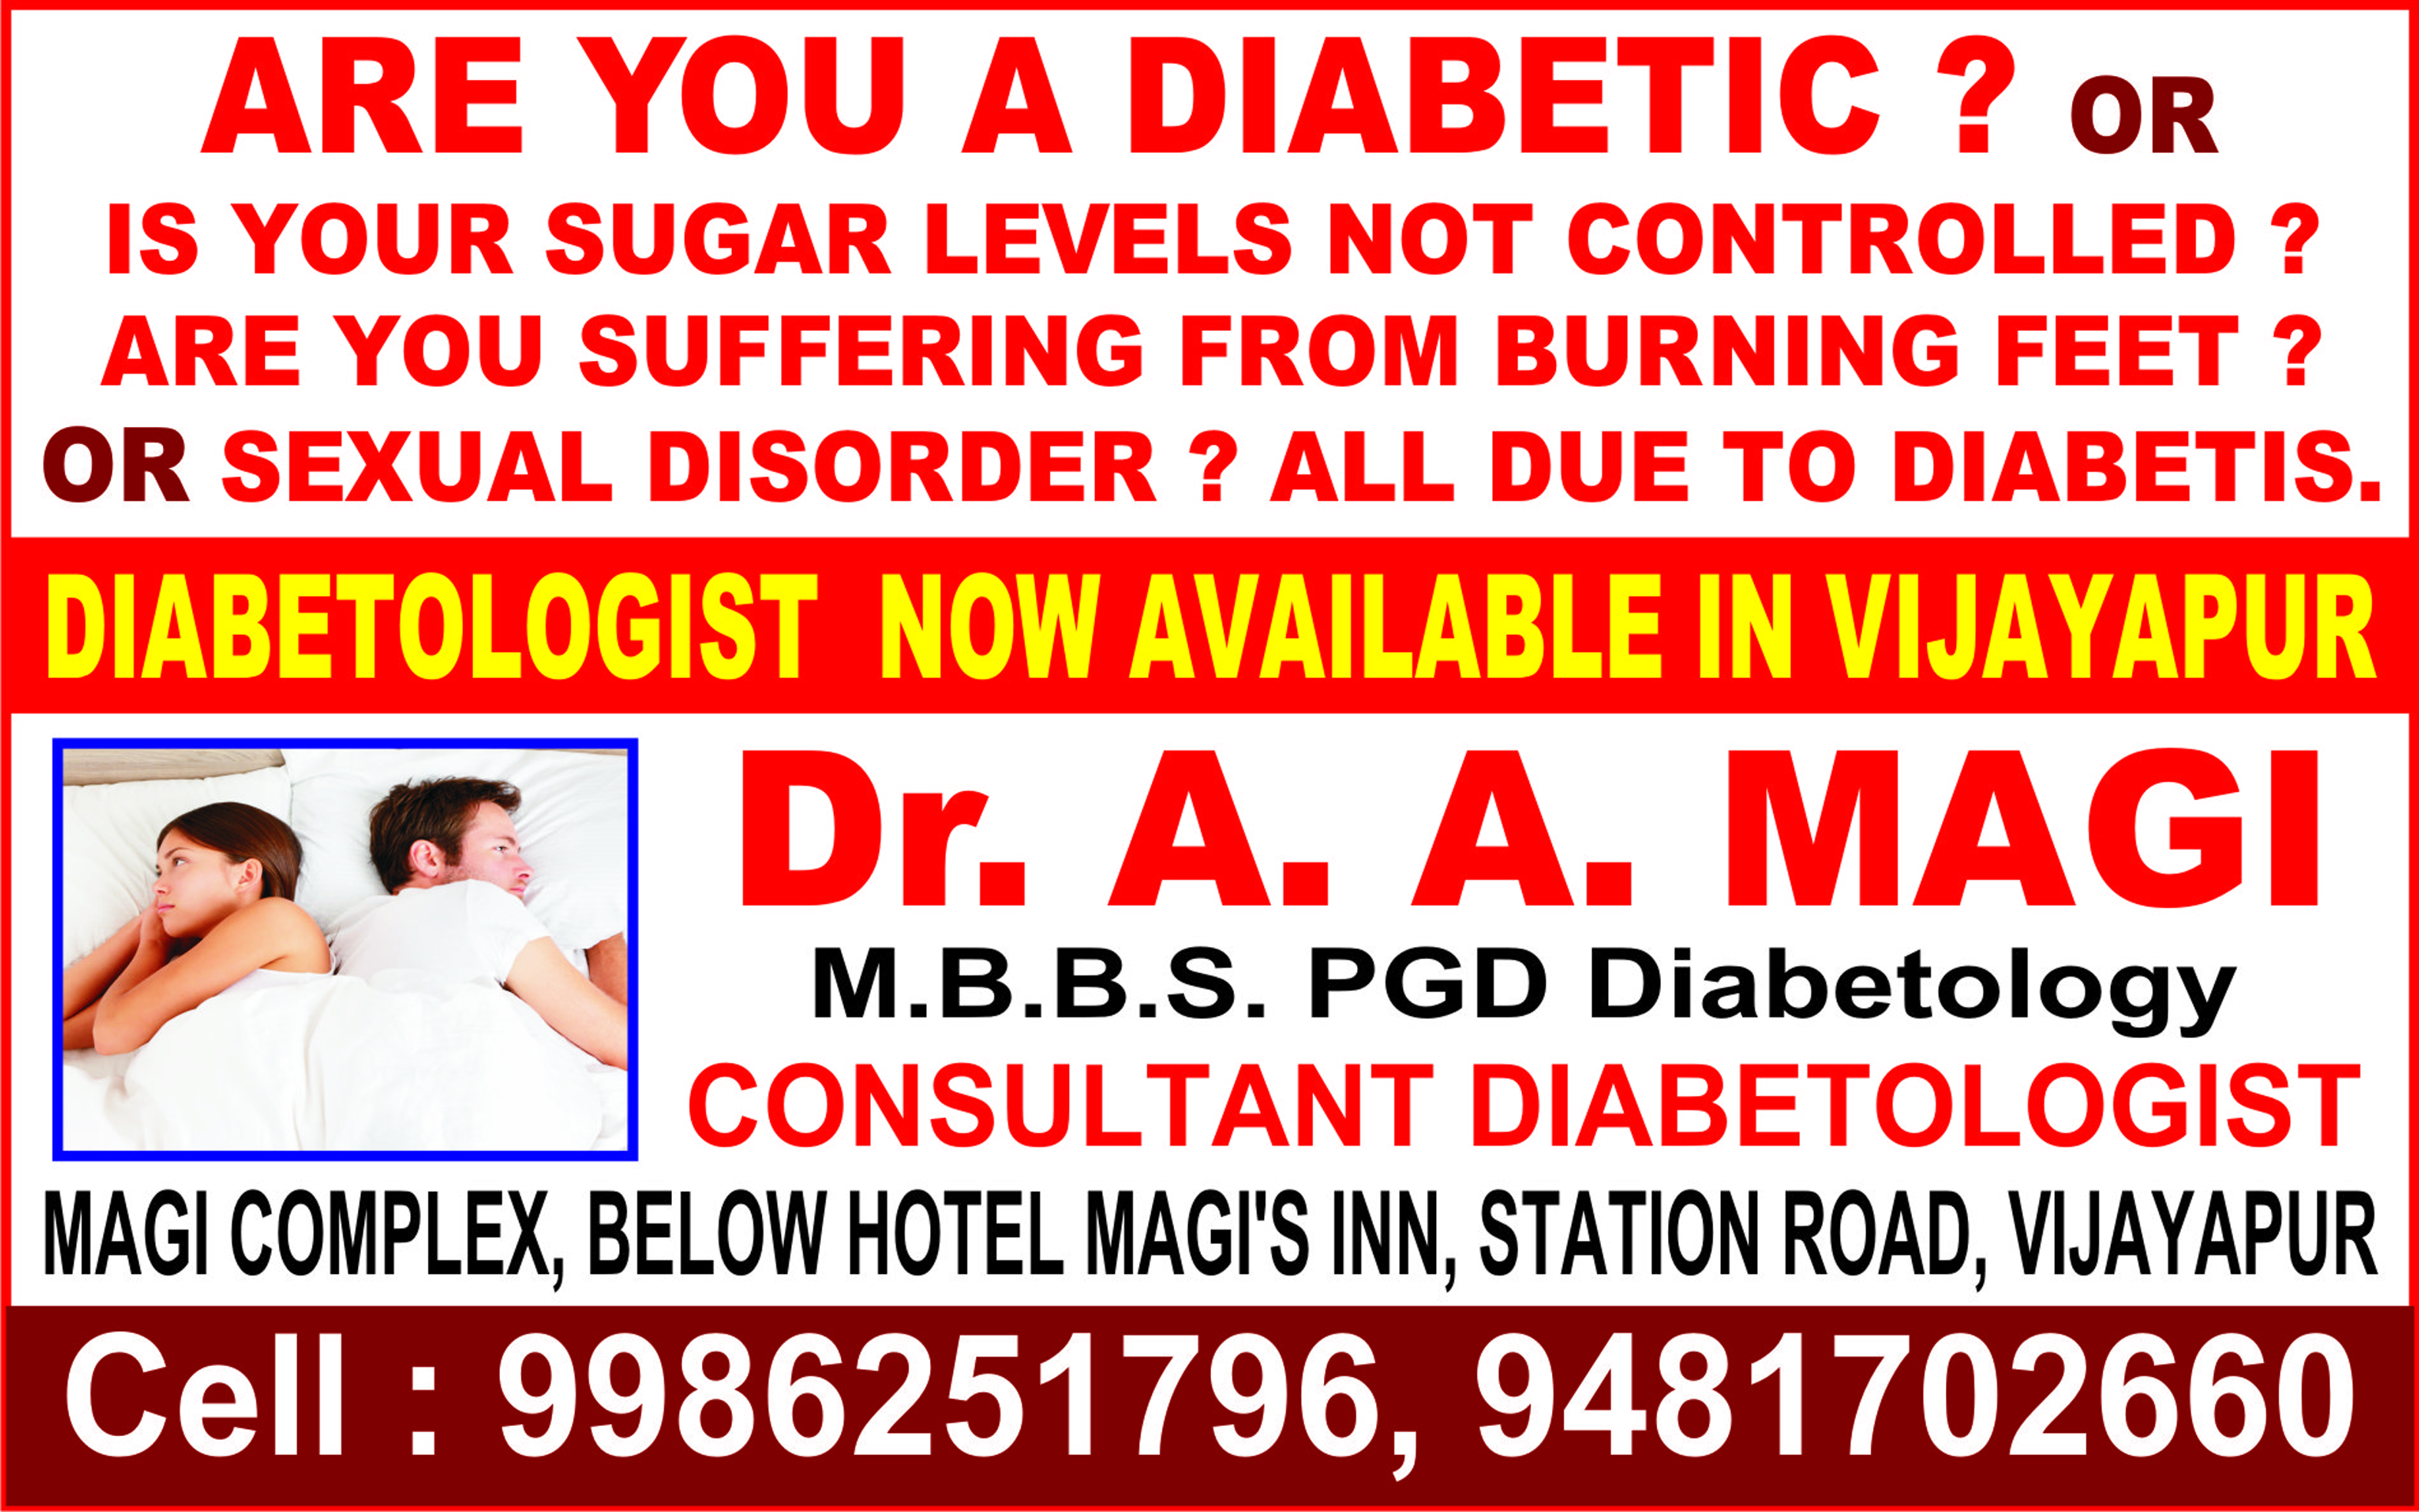 ARE YOU A DIABETIC ? OR
IS YOUR SUGAR LEVELS NOT CONTROLLED ?
ARE YOU SUFFERING FROM BURNING FEET ?
OR SEXUAL DISORDER ? ALL DUE TO DIABETIS.
DIABETOLOGIST NOW AVAILABLE IN VIJAYAPUR
Dr. A. A. MAGI
M.B.B.S. PGD Diabetology
CONSULTANT DIABETOLOGIST
MAGI COMPLEX, BELOW HOTEL MAGI'S INN, STATION ROAD, VIJAYAPUR
Cell : 9986251796, 9481702660